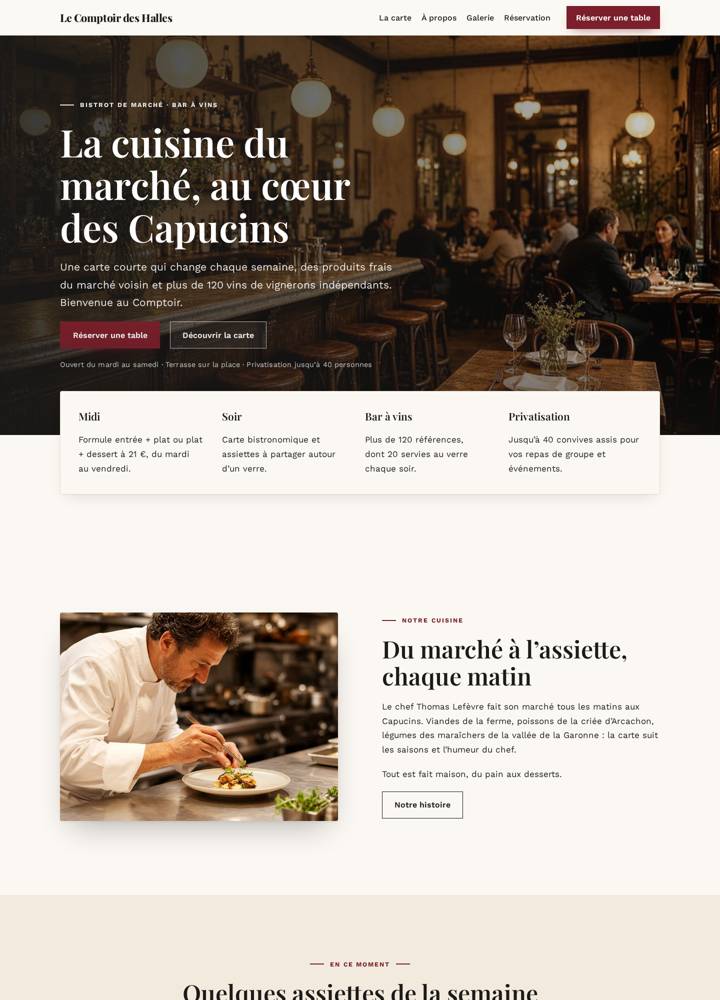 Le Comptoir des Halles
La carte À propos Galerie Réservation Réserver une table
BISTROT DE MARCHÉ · BAR À VINS
La cuisine du
marché, au cœur
des Capucins
Une carte courte qui change chaque semaine, des produits frais
du marché voisin et plus de 120 vins de vignerons indépendants.
Bienvenue au Comptoir.
Réserver une table Découvrir la carte
Ouvert du mardi au samedi · Terrasse sur la place · Privatisation jusqu’à 40 personnes
Midi
Formule entrée + plat ou plat
+ dessert à 21 €, du mardi
au vendredi.
Soir
Carte bistronomique et
assiettes à partager autour
d’un verre.
Bar à vins
Plus de 120 références,
dont 20 servies au verre
chaque soir.
Privatisation
Jusqu’à 40 convives assis pour
vos repas de groupe et
événements.
NOTRE CUISINE
Du marché à l’assiette,
chaque matin
Le chef Thomas Lefèvre fait son marché tous les matins aux
Capucins. Viandes de la ferme, poissons de la criée d’Arcachon,
légumes des maraîchers de la vallée de la Garonne : la carte suit
les saisons et l’humeur du chef.
Tout est fait maison, du pain aux desserts.
Notre histoire
EN CE MOMENT
Quelques assiettes de la semaine